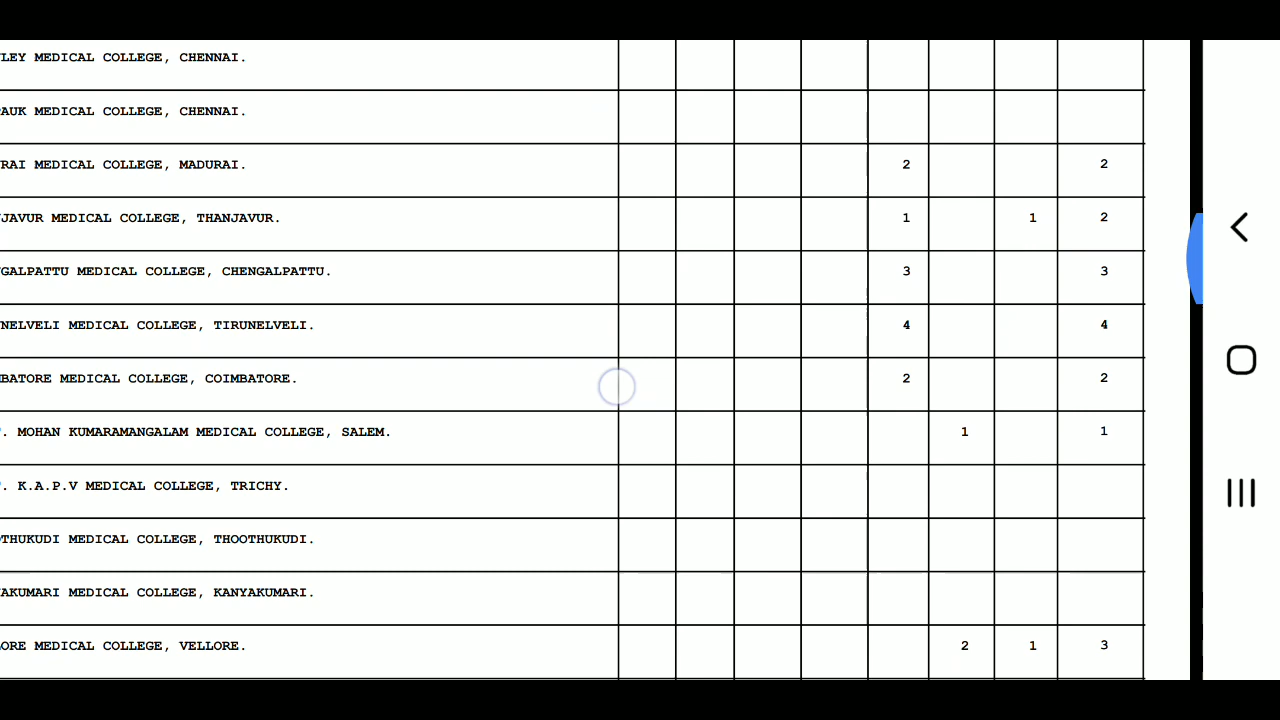 LEY MEDICAL COLLEGE, CHENNAI.
AUK MEDICAL COLLEGE, CHENNAI.
RAI MEDICAL COLLEGE, MADURAI. 2 2
JAVUR MEDICAL COLLEGE, THANJAVUR. 1 1 2
GALPATTU MEDICAL COLLEGE, CHENGALPATTU. 3 3
NELVELI MEDICAL COLLEGE, TIRUNELVELI. 4 4
BATORE MEDICAL COLLEGE, COIMBATORE. 2 2
. MOHAN KUMARAMANGALAM MEDICAL COLLEGE, SALEM. 1 1
. K.A.P.V MEDICAL COLLEGE, TRICHY.
THUKUDI MEDICAL COLLEGE, THOOTHUKUDI.
AKUMARI MEDICAL COLLEGE, KANYAKUMARI.
ORE MEDICAL COLLEGE, VELLORE. 2 1 3